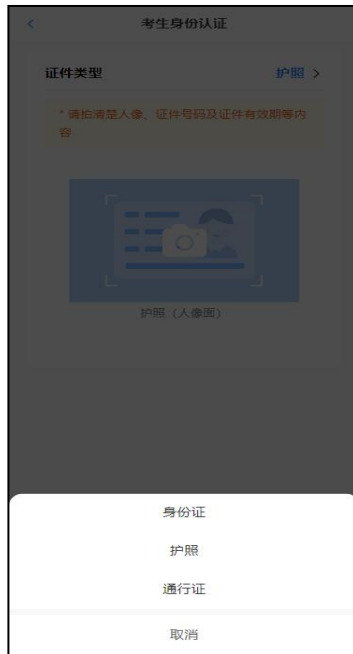 考生身份认证
证件类型 护照
*请拍清楚人像、证件号码及证件有效期等内
容
护照（人像面）
身份证
护照
通行证
取消